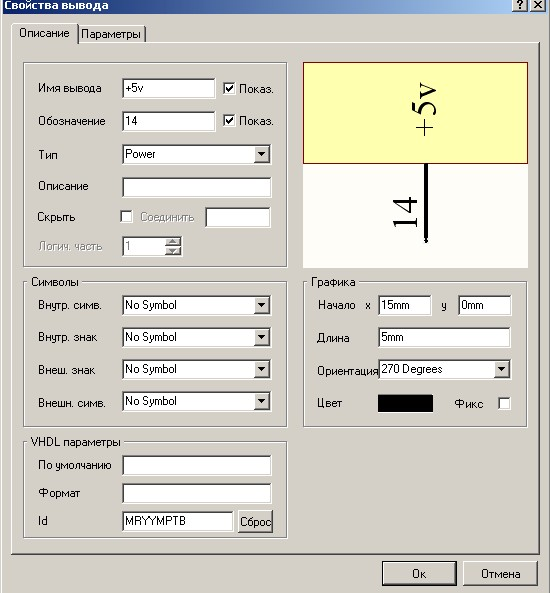 Свойства вывода
Описание Параметры
Имя вывода +5v Показ.
Обозначение 14 Показ.
Тип Power
Описание
Скрыть Соединить
Логич. часть 1
+5v
14
Символы
Внутр. симв. No Symbol
Внутр. знак No Symbol
Внеш. знак No Symbol
Внешн. симв. No Symbol
Графика
Начало x 15mm y 0mm
Длина 5mm
Ориентация 270 Degrees
Цвет Фикс
VHDL параметры
По умолчанию
Формат
Id MRYYMPTB Сброс
Ок Отмена